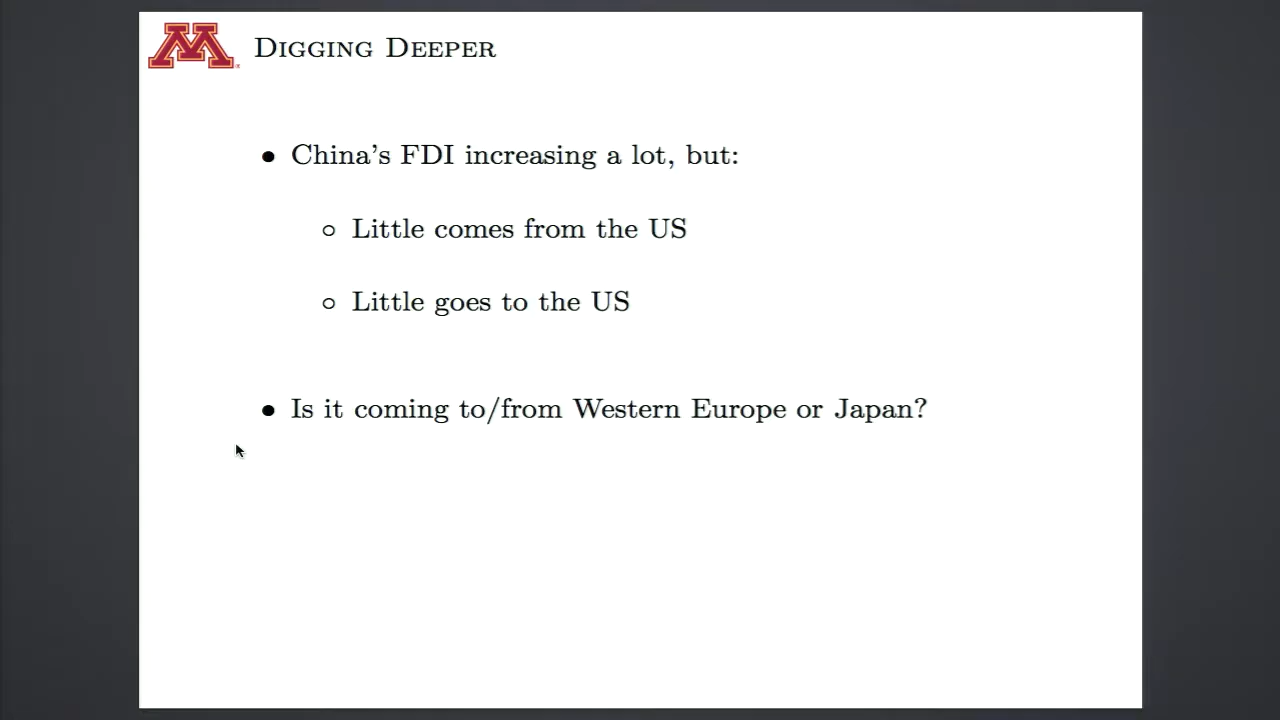 Digging Deeper
• China's FDI increasing a lot, but:
◦ Little comes from the US
◦ Little goes to the US
• Is it coming to/from Western Europe or Japan?